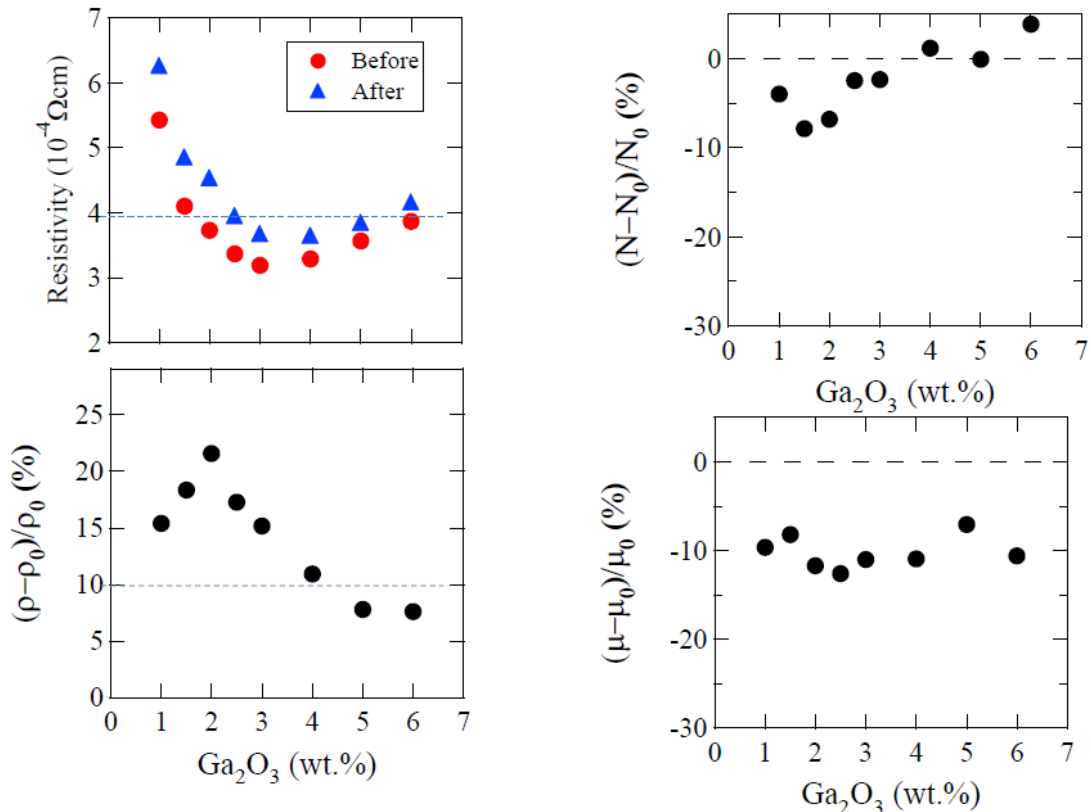 7
6
5
4
3
2
Resistivity (10⁻⁴ Ωcm)
Before
After
25
20
15
10
5
0
(ρ−ρ₀)/ρ₀ (%)
0 1 2 3 4 5 6 7
Ga₂O₃ (wt.%)
0
-10
-20
-30
(N−N₀)/N₀ (%)
0 1 2 3 4 5 6 7
Ga₂O₃ (wt.%)
0
-10
-20
-30
(μ−μ₀)/μ₀ (%)
0 1 2 3 4 5 6 7
Ga₂O₃ (wt.%)